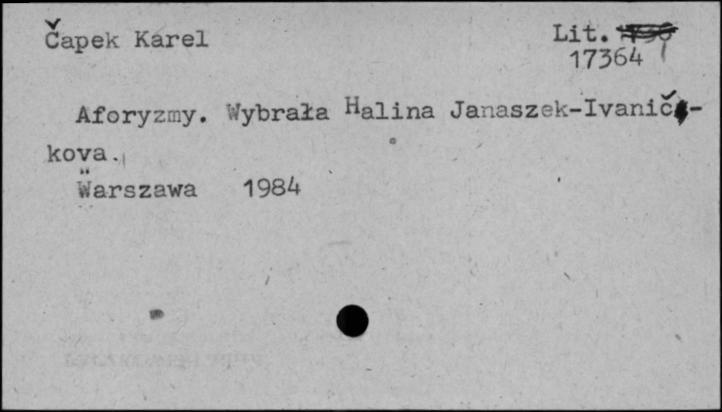 Čapek Karel
Lit.
17364
Aforyzmy. Wybrała Halina Janaszek-Ivanič-
kova.
Warszawa 1984